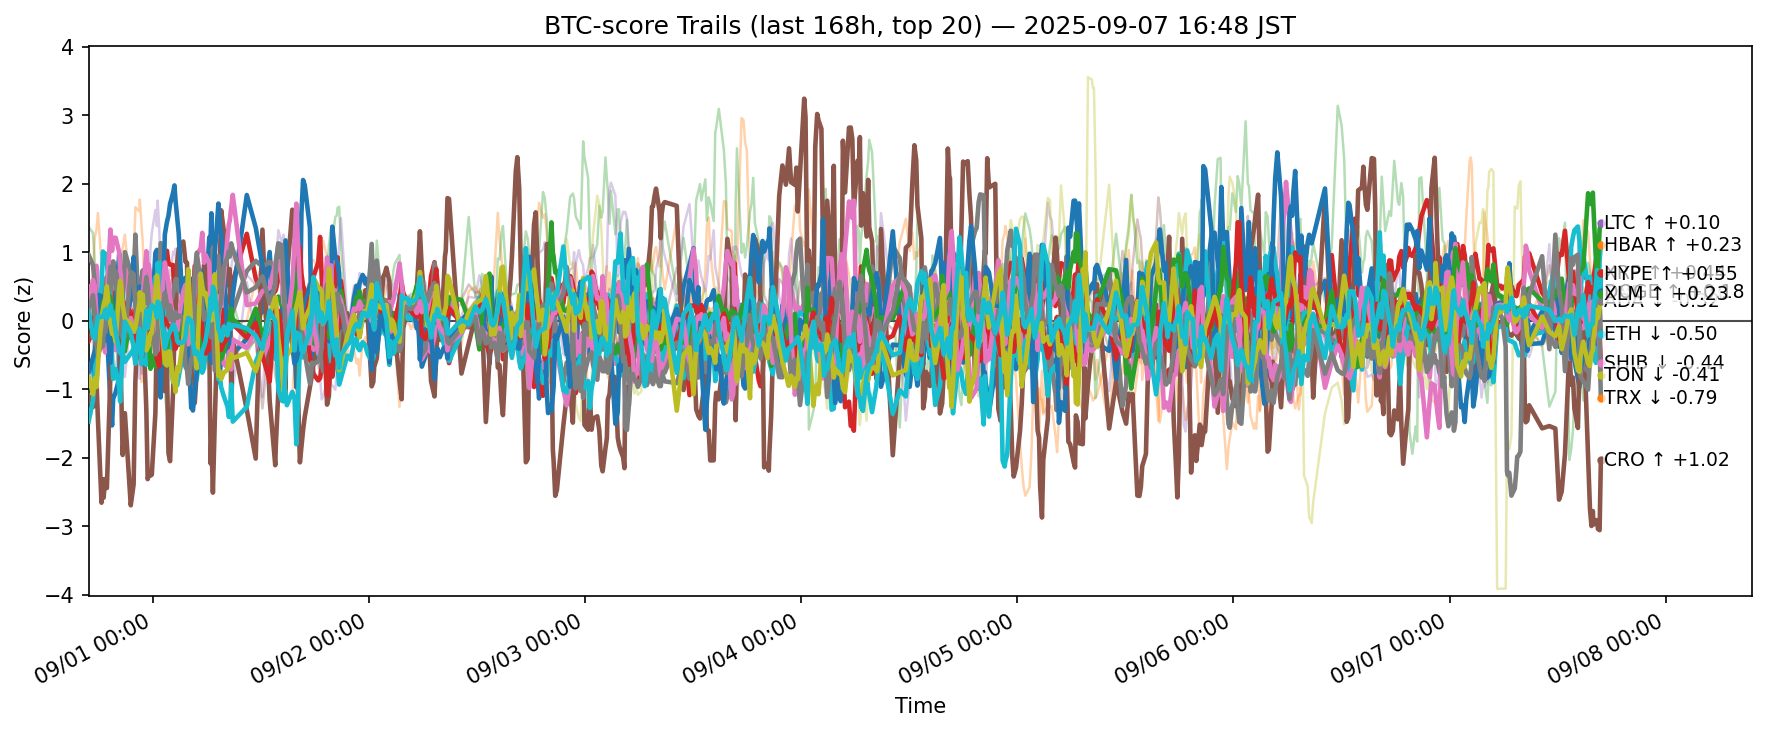 BTC-score Trails (last 168h, top 20) — 2025-09-07 16:48 JST
Score (z)
4
3
2
1
0
−1
−2
−3
−4
LTC ↑ +0.10
HBAR ↑ +0.23
HYPE ↑ +0.55
XLM ↑ +0.23
ADA ↓ -0.32
ETH ↓ -0.50
SHIB ↓ -0.44
TON ↓ -0.41
TRX ↓ -0.79
CRO ↑ +1.02
09/01 00:00
09/02 00:00
09/03 00:00
09/04 00:00
09/05 00:00
09/06 00:00
09/07 00:00
09/08 00:00
Time